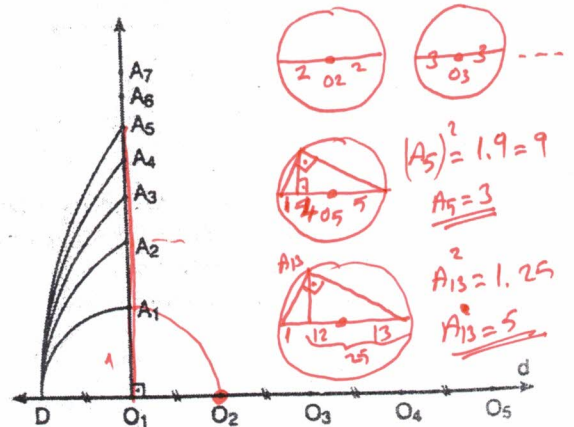 A7
A6
A5
A4
A3
A2
A1
1
D
O1
O2
O3
O4
O5
d
2 O2 2
3 O3 3
1 4 O5 5
(A5)² = 1.9 = 9
A5 = 3
A13
1 12 13
25
A13² = 1.25
A13 = 5